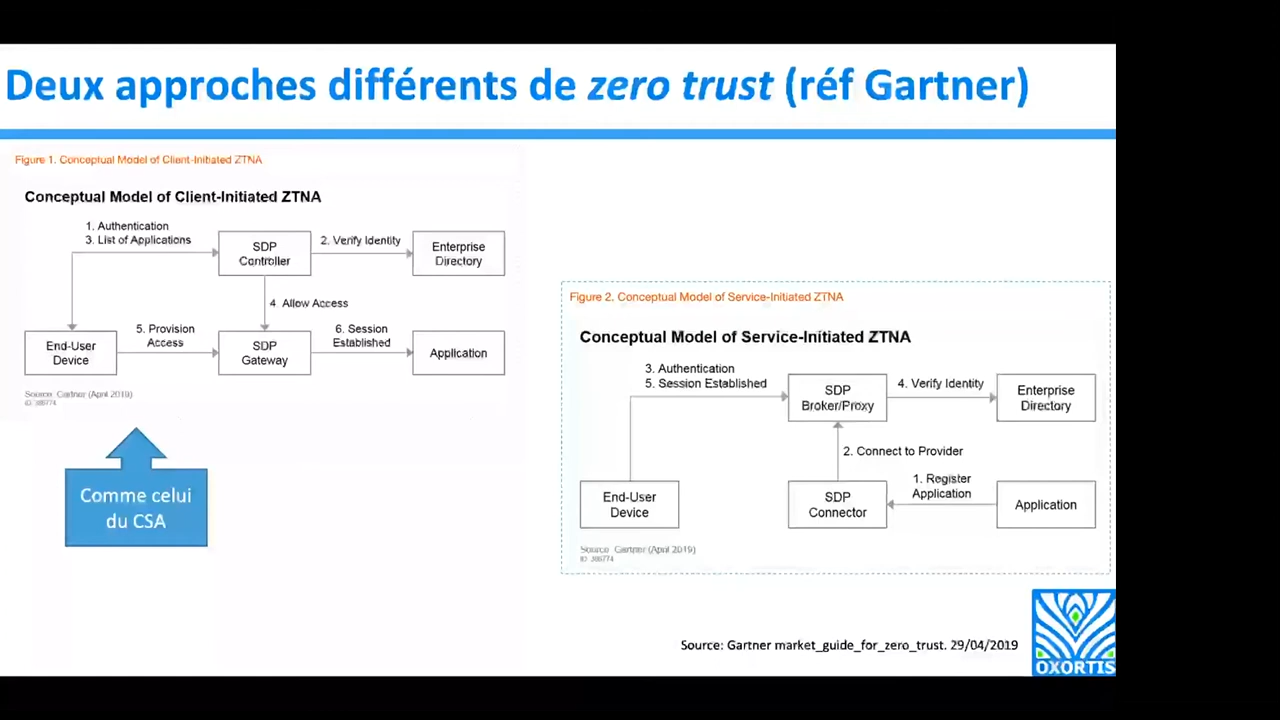 Deux approches différents de zero trust (réf Gartner)
Figure 1. Conceptual Model of Client-Initiated ZTNA
Conceptual Model of Client-Initiated ZTNA
1. Authentication
3. List of Applications
SDP
Controller
2. Verify Identity
Enterprise
Directory
4 Allow Access
End-User
Device
5. Provision
Access
SDP
Gateway
6. Session
Established
Application
Source Gartner (April 2019)
Comme celui
du CSA
Figure 2. Conceptual Model of Service-Initiated ZTNA
Conceptual Model of Service-Initiated ZTNA
3. Authentication
5. Session Established
SDP
Broker/Proxy
4. Verify Identity
Enterprise
Directory
2. Connect to Provider
End-User
Device
SDP
Connector
1. Register
Application
Application
Source Gartner (April 2019)
Source: Gartner market_guide_for_zero_trust. 29/04/2019
OXORTIS